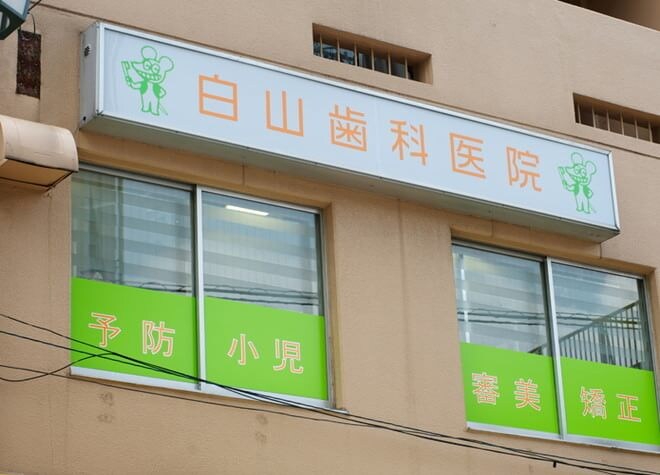 白山歯科医院
予防 小児
審美 矯正